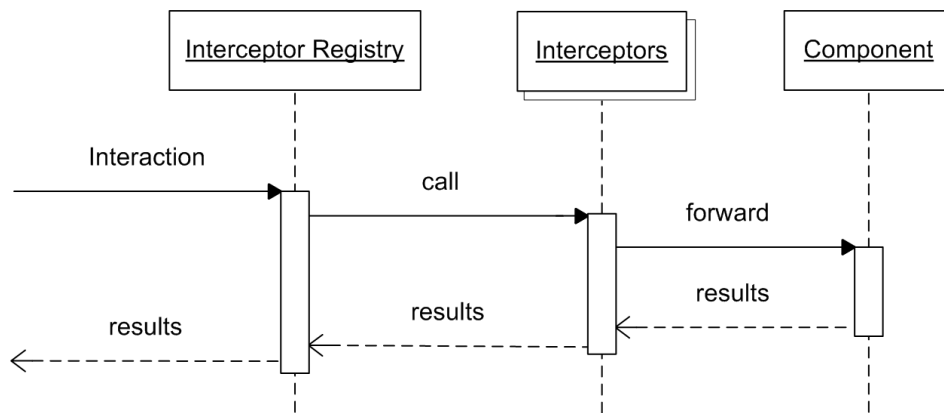 Interceptor Registry
Interceptors
Component
Interaction
call
forward
results
results
results